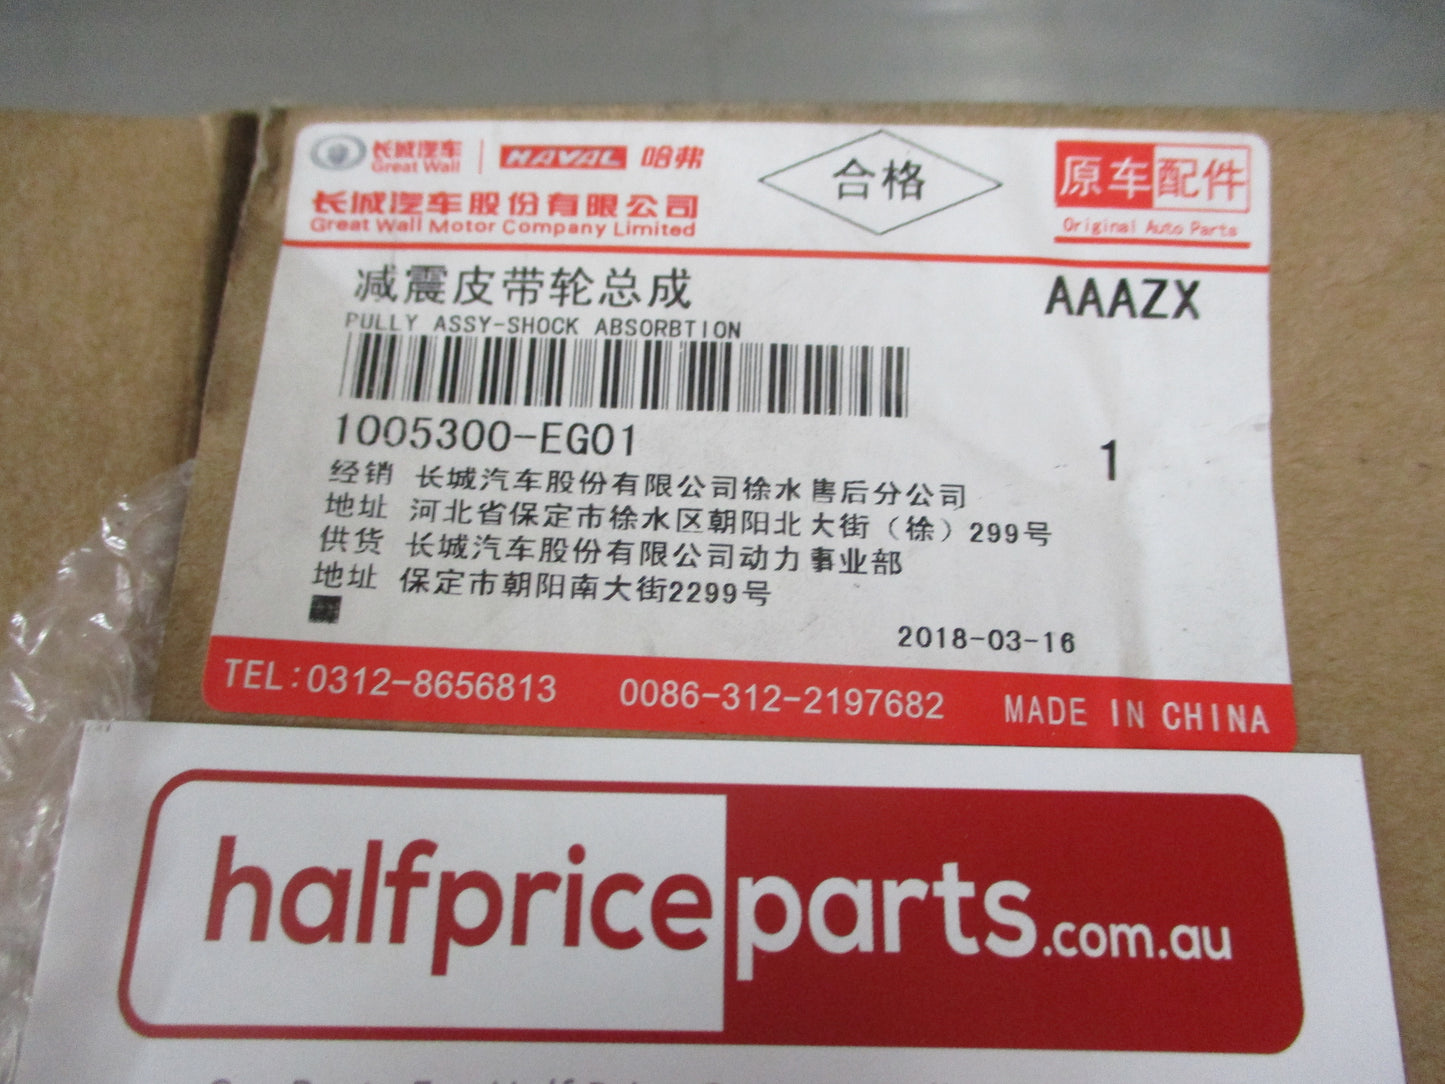 长城汽车 HAVAL 哈弗
Great Wall
长城汽车股份有限公司
Great Wall Motor Company Limited
合格
原车配件
Original Auto Parts
减震皮带轮总成
AAAZX
PULLY ASSY-SHOCK ABSORBTION
1005300-EG01
1
经销 长城汽车股份有限公司徐水售后分公司
地址 河北省保定市徐水区朝阳北大街（徐）299号
供货 长城汽车股份有限公司动力事业部
地址 保定市朝阳南大街2299号
2018-03-16
TEL:0312-8656813 0086-312-2197682 MADE IN CHINA
halfpriceparts.com.au